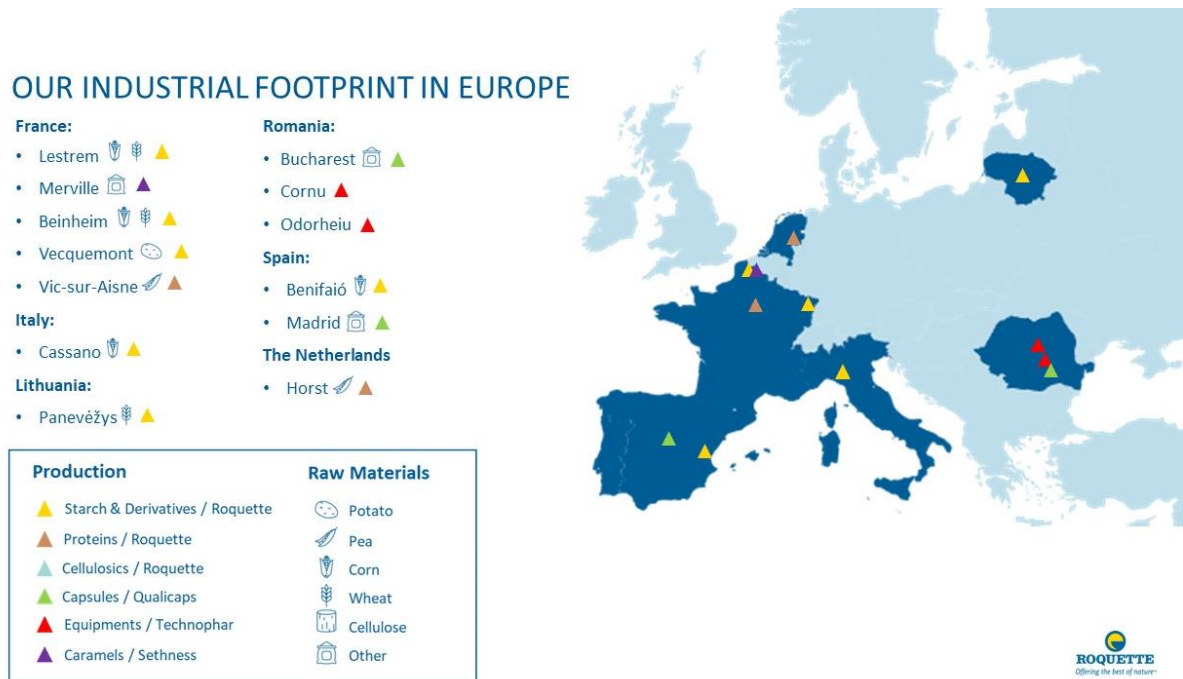 OUR INDUSTRIAL FOOTPRINT IN EUROPE
France:
• Lestrem
• Merville
• Beinheim
• Vecquemont
• Vic-sur-Aisne
Italy:
• Cassano
Lithuania:
• Panevėžys
Romania:
• Bucharest
• Cornu
• Odorheiu
Spain:
• Benifaió
• Madrid
The Netherlands
• Horst
Production
Starch & Derivatives / Roquette
Proteins / Roquette
Cellulosics / Roquette
Capsules / Qualicaps
Equipments / Technophar
Caramels / Sethness
Raw Materials
Potato
Pea
Corn
Wheat
Cellulose
Other
ROQUETTE
Offering the best of nature™